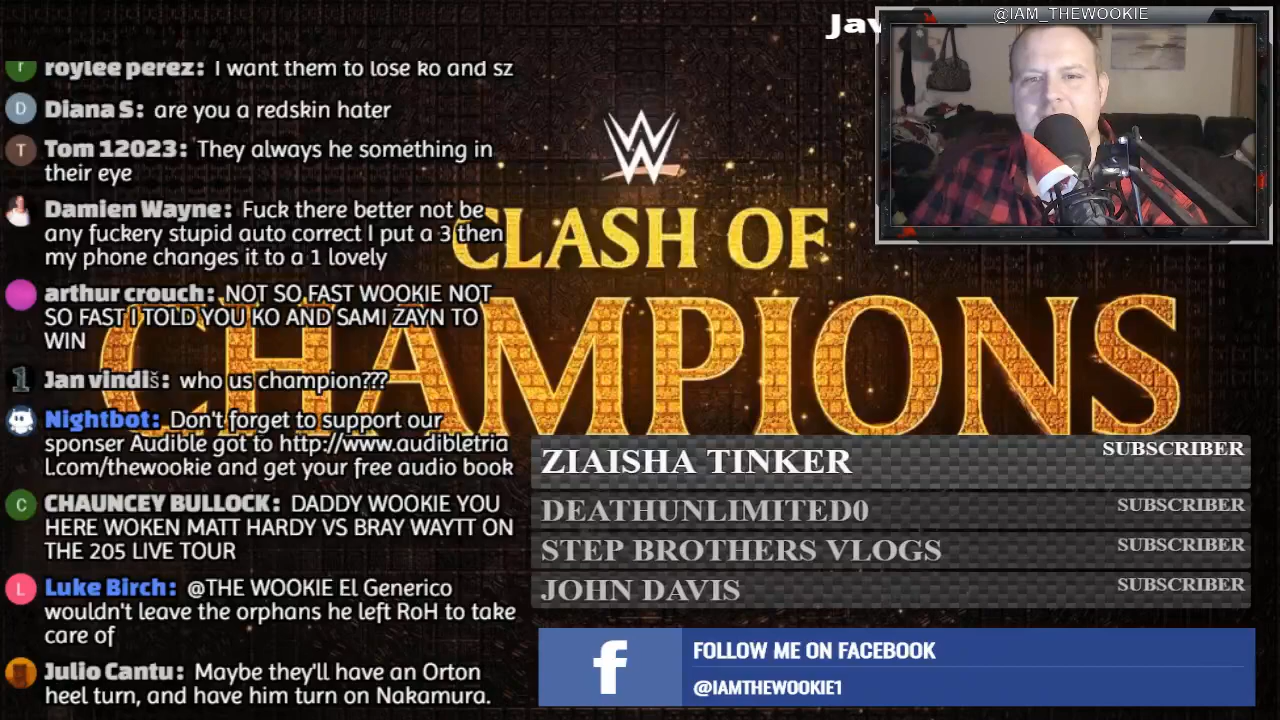 @IAM_THEWOOKIE
Jav
roylee perez: I want them to lose ko and sz
Diana S: are you a redskin hater
Tom 12023: They always he something in
their eye
Damien Wayne: Fuck there better not be
any fuckery stupid auto correct I put a 3 then
my phone changes it to a 1 lovely
arthur crouch: NOT SO FAST WOOKIE NOT
SO FAST I TOLD YOU KO AND SAMI ZAYN TO
WIN
Jan vindiš: who us champion???
Nightbot: Don't forget to support our
sponser Audible got to http://www.audibletria
l.com/thewookie and get your free audio book
CHAUNCEY BULLOCK: DADDY WOOKIE YOU
HERE WOKEN MATT HARDY VS BRAY WAYTT ON
THE 205 LIVE TOUR
Luke Birch: @THE WOOKIE El Generico
wouldn't leave the orphans he left RoH to take
care of
Julio Cantu: Maybe they'll have an Orton
heel turn, and have him turn on Nakamura.
W
CLASH OF
CHAMPIONS
ZIAISHA TINKER SUBSCRIBER
DEATHUNLIMITED0 SUBSCRIBER
STEP BROTHERS VLOGS SUBSCRIBER
JOHN DAVIS SUBSCRIBER
f
FOLLOW ME ON FACEBOOK
@IAMTHEWOOKIE1